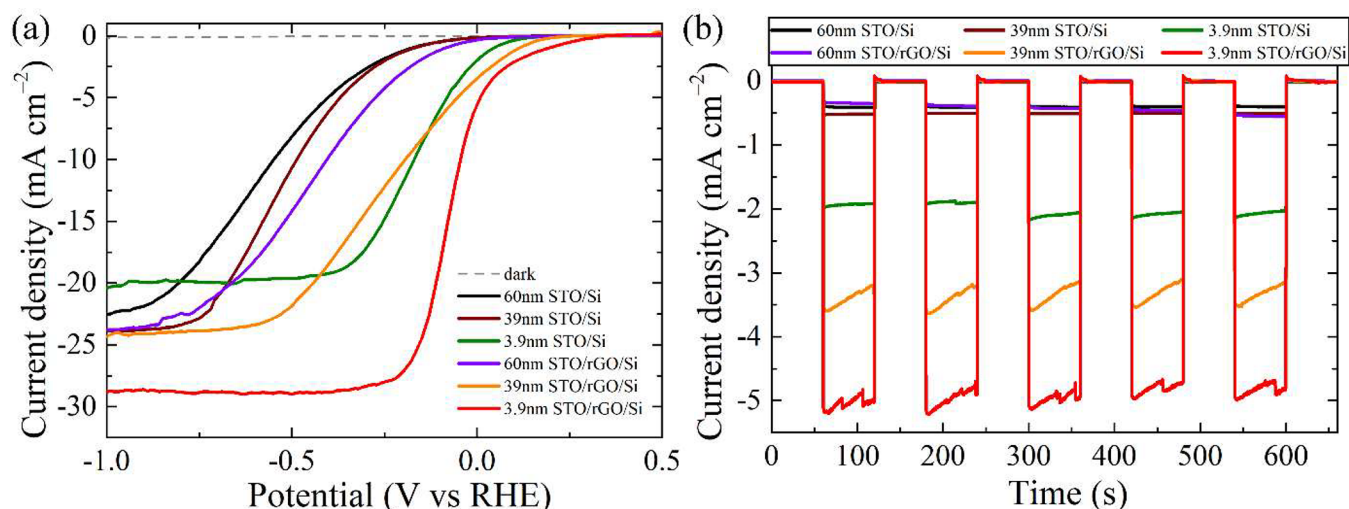 (a)
0
-5
-10
-15
-20
-25
-30
Current density (mA cm⁻²)
dark
60nm STO/Si
39nm STO/Si
3.9nm STO/Si
60nm STO/rGO/Si
39nm STO/rGO/Si
3.9nm STO/rGO/Si
-1.0 -0.5 0.0 0.5
Potential (V vs RHE)
(b)
60nm STO/Si 39nm STO/Si 3.9nm STO/Si
60nm STO/rGO/Si 39nm STO/rGO/Si 3.9nm STO/rGO/Si
0
-1
-2
-3
-4
-5
Current density (mA cm⁻²)
0 100 200 300 400 500 600
Time (s)